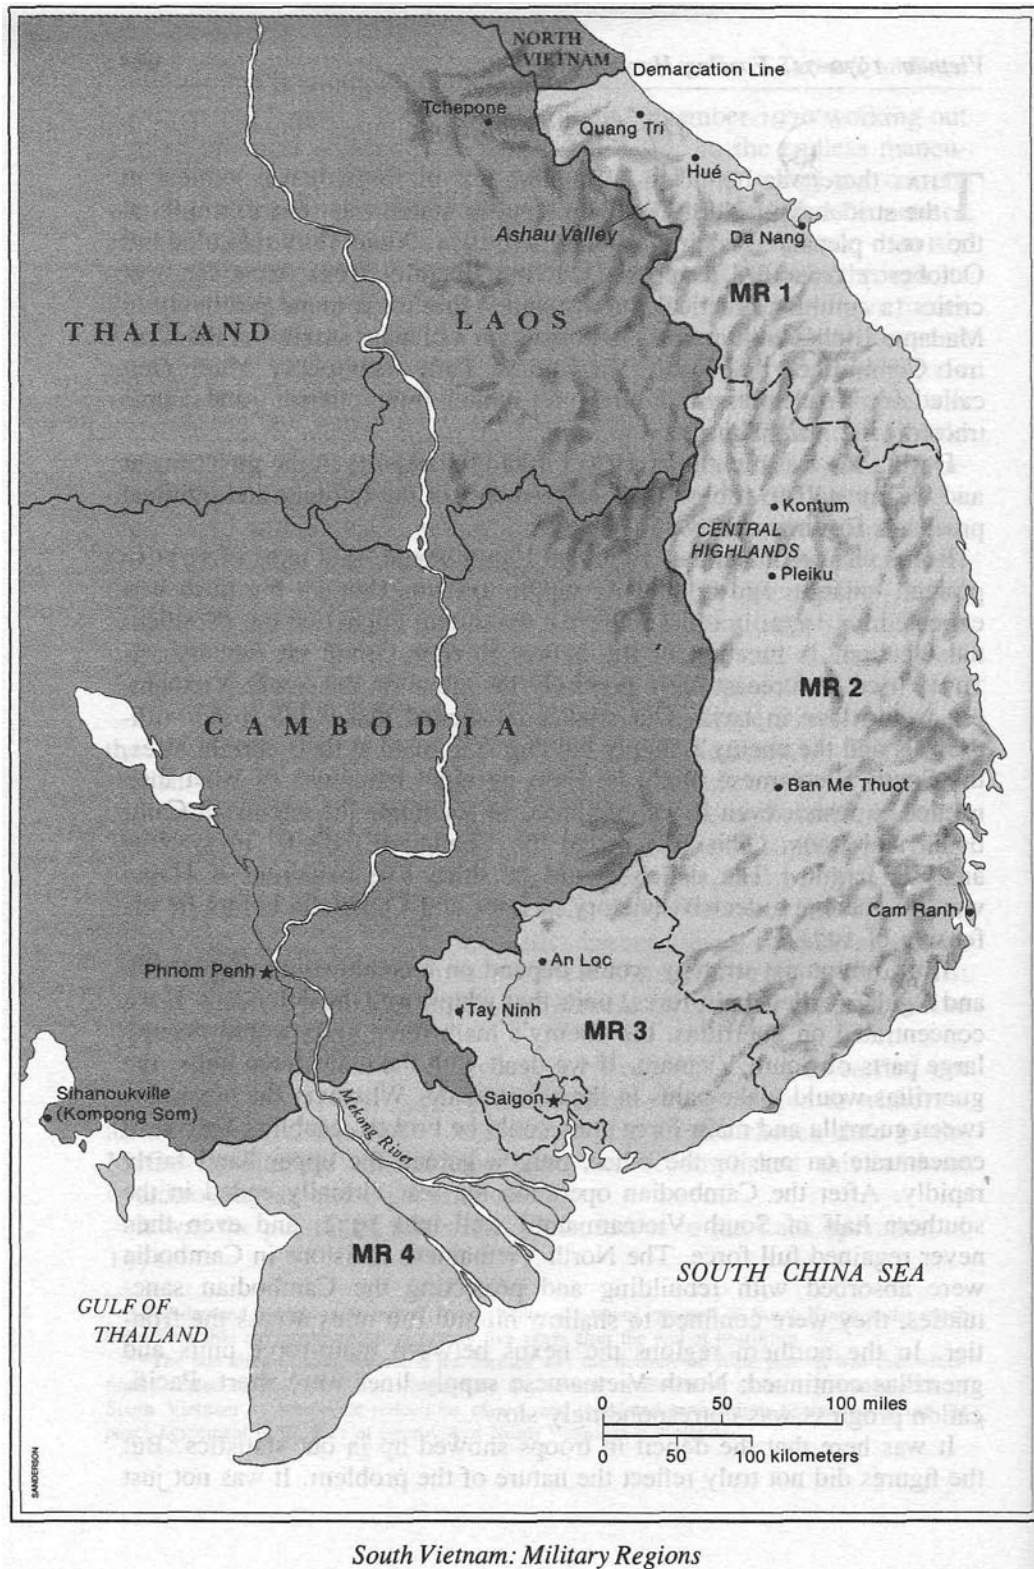 NORTH
VIETNAM
Demarcation Line
Tchepone
Quang Tri
Hué
Ashau Valley
Da Nang
MR 1
THAILAND
LAOS
Kontum
CENTRAL
HIGHLANDS
Pleiku
MR 2
CAMBODIA
Ban Me Thuot
Cam Ranh
An Loc
Phnom Penh
Tay Ninh
MR 3
Sihanoukville
(Kompong Som)
Saigon
Mekong River
MR 4
SOUTH CHINA SEA
GULF OF
THAILAND
0 50 100 miles
0 50 100 kilometers
SANDERSON
South Vietnam: Military Regions